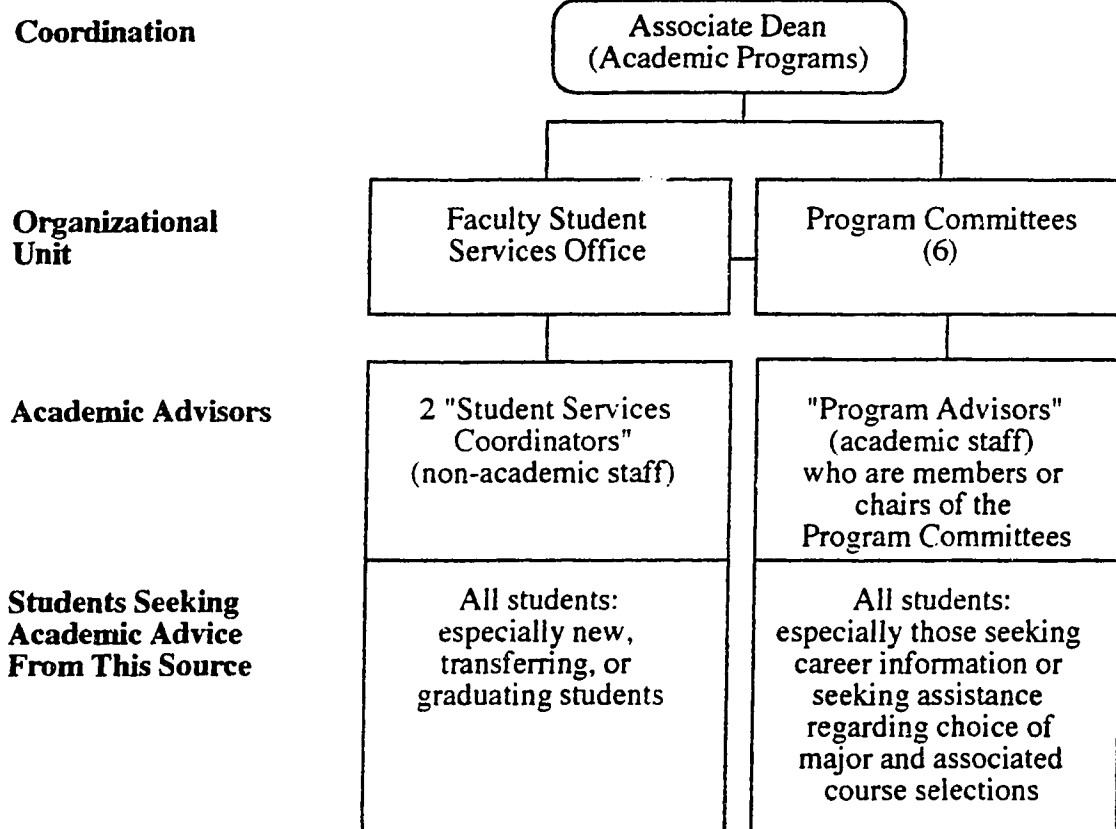 Coordination
Associate Dean
(Academic Programs)
Organizational
Unit
Faculty Student
Services Office
Program Committees
(6)
Academic Advisors
2 "Student Services
Coordinators"
(non-academic staff)
"Program Advisors"
(academic staff)
who are members or
chairs of the
Program Committees
Students Seeking
Academic Advice
From This Source
All students:
especially new,
transferring, or
graduating students
All students:
especially those seeking
career information or
seeking assistance
regarding choice of
major and associated
course selections